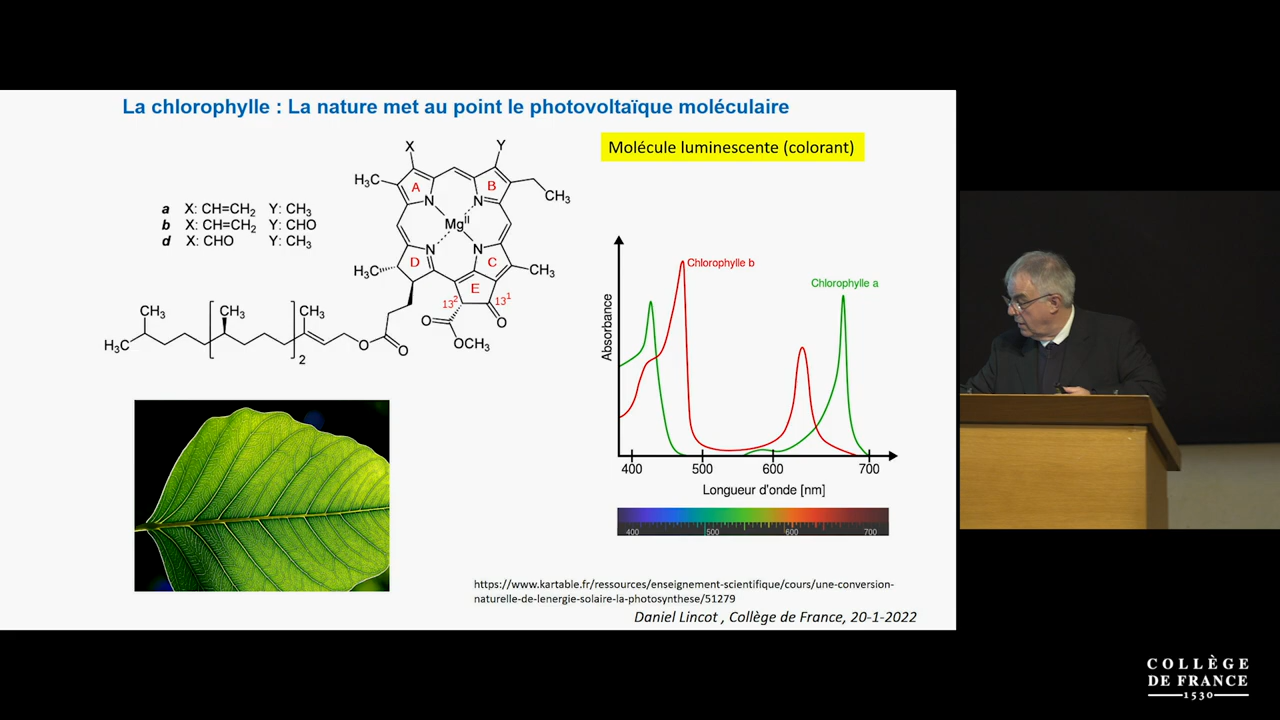 La chlorophylle : La nature met au point le photovoltaïque moléculaire
Molécule luminescente (colorant)
a X: CH=CH₂ Y: CH₃
b X: CH=CH₂ Y: CHO
d X: CHO Y: CH₃
X
Y
H₃C
A
B
CH₃
N
N
Mg^II
N
N
H₃C
D
C
CH₃
E
13²
13¹
O
O
OCH₃
CH₃
CH₃
CH₃
H₃C
2
O
O
Chlorophylle b
Chlorophylle a
Absorbance
400 500 600 700
Longueur d'onde [nm]
400 500 600 700
https://www.kartable.fr/ressources/enseignement-scientifique/cours/une-conversion-
naturelle-de-lenergie-solaire-la-photosynthese/51279
Daniel Lincot , Collège de France, 20-1-2022
COLLÈGE
DE FRANCE
1530